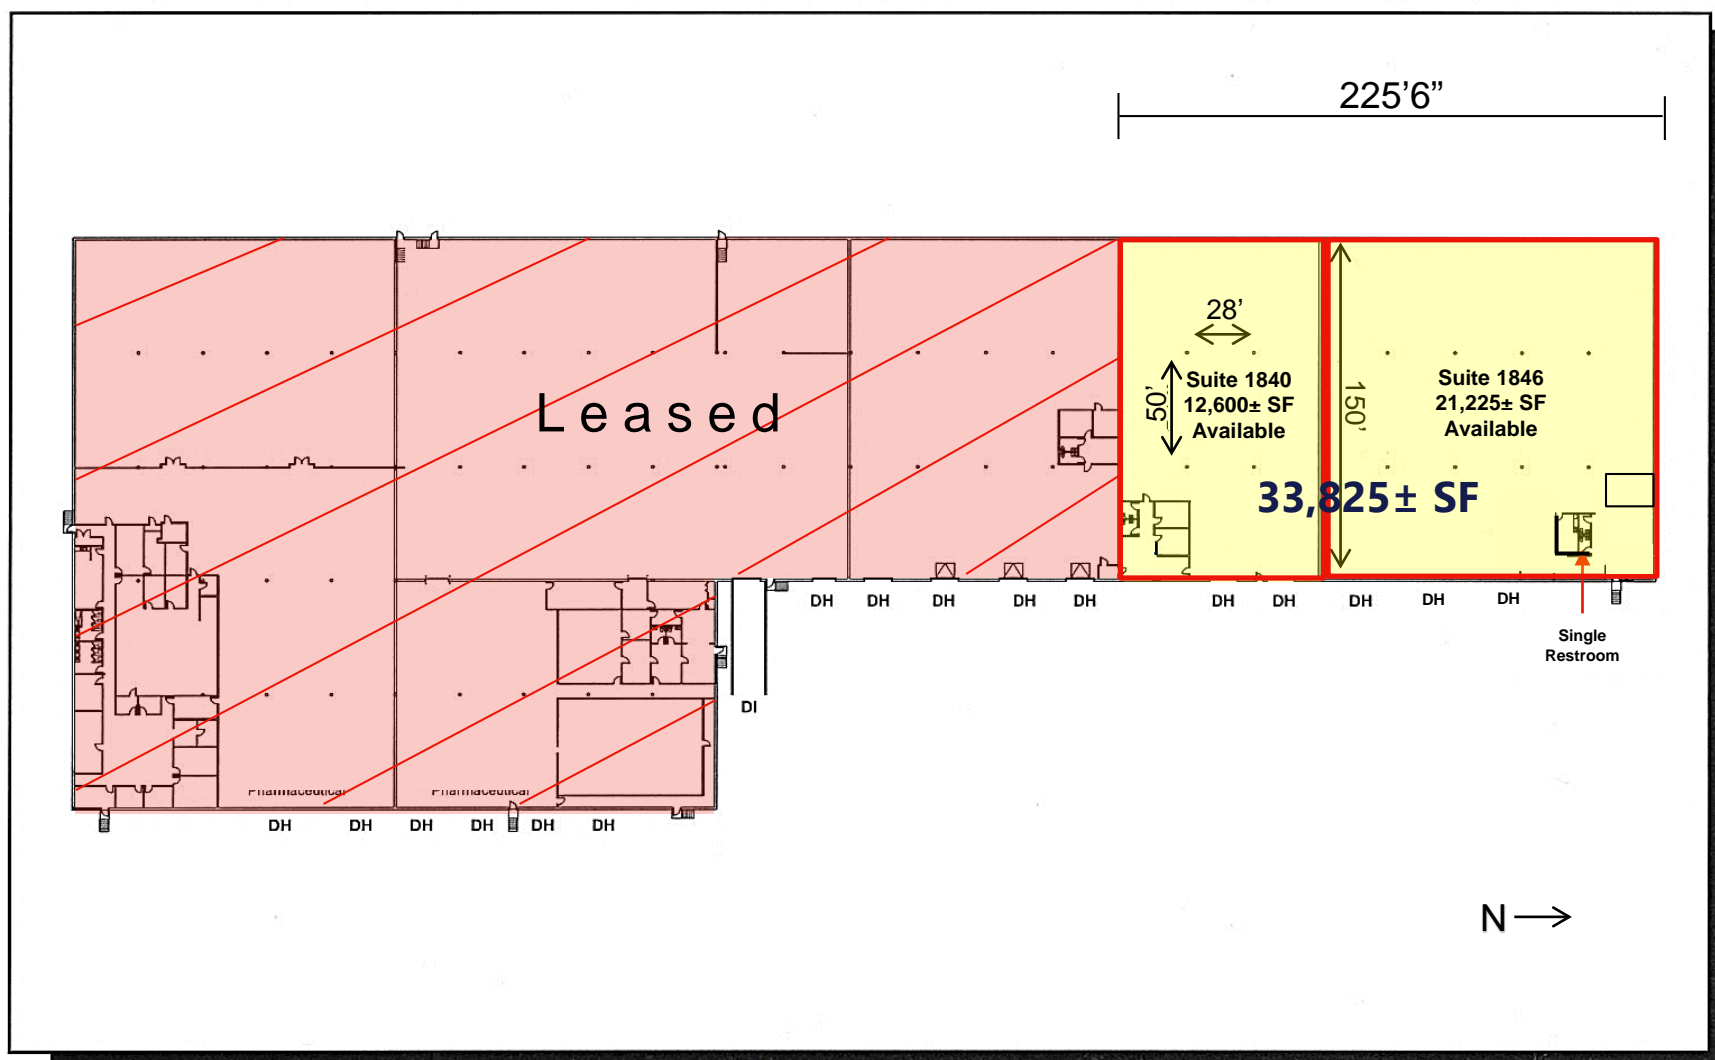 225’6”
28’
50’
Suite 1840
12,600± SF
Available
150’
Suite 1846
21,225± SF
Available
Leased
33,825± SF
DH DH DH DH DH DH DH DH DH DH
Single
Restroom
DI
Pharmaceutical Pharmaceutical
DH DH DH DH DH DH
N